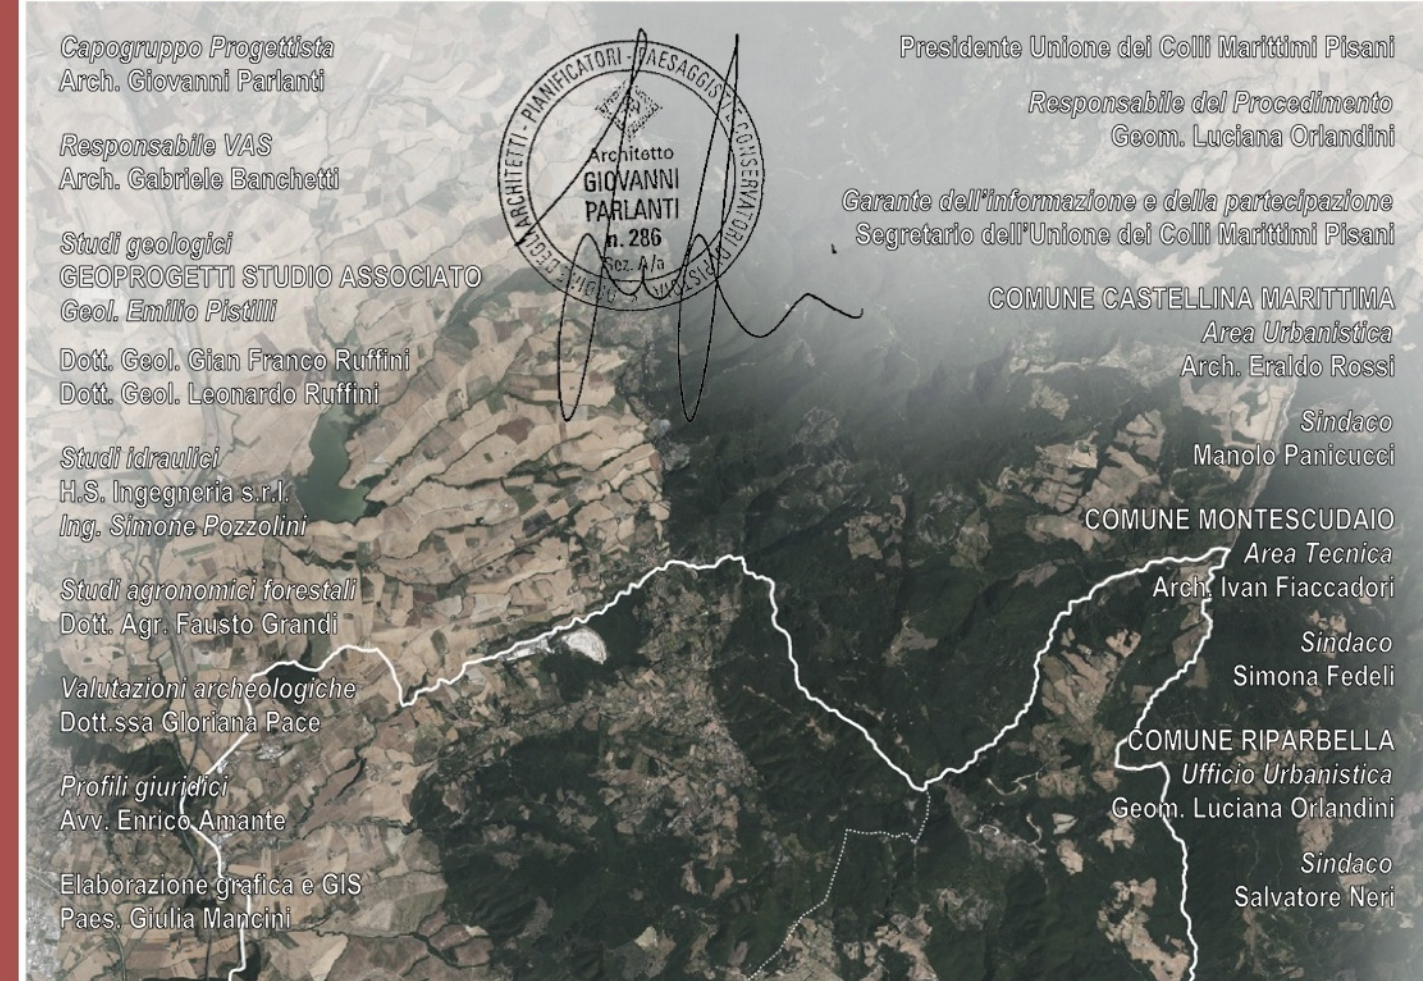 Capogruppo Progettista
Arch. Giovanni Parlanti
Responsabile VAS
Arch. Gabriele Banchetti
Studi geologici
GEOPROGETTI STUDIO ASSOCIATO
Geol. Emilio Pistilli
Dott. Geol. Gian Franco Ruffini
Dott. Geol. Leonardo Ruffini
Studi idraulici
H.S. Ingegneria s.r.l.
Ing. Simone Pozzolini
Studi agronomici forestali
Dott. Agr. Fausto Grandi
Valutazioni archeologiche
Dott.ssa Gloriana Pace
Profili giuridici
Avv. Enrico Amante
Elaborazione grafica e GIS
Paes. Giulia Mancini
ARCHITETTI - PIANIFICATORI - PAESAGGISTI
CONSERVATORI
Architetto
GIOVANNI
PARLANTI
n. 286
Sez. A/a
Presidente Unione dei Colli Marittimi Pisani
Responsabile del Procedimento
Geom. Luciana Orlandini
Garante dell'informazione e della partecipazione
Segretario dell'Unione dei Colli Marittimi Pisani
COMUNE CASTELLINA MARITTIMA
Area Urbanistica
Arch. Eraldo Rossi
Sindaco
Manolo Panicucci
COMUNE MONTESCUDAIO
Area Tecnica
Arch. Ivan Fiaccadori
Sindaco
Simona Fedeli
COMUNE RIPARBELLA
Ufficio Urbanistica
Geom. Luciana Orlandini
Sindaco
Salvatore Neri